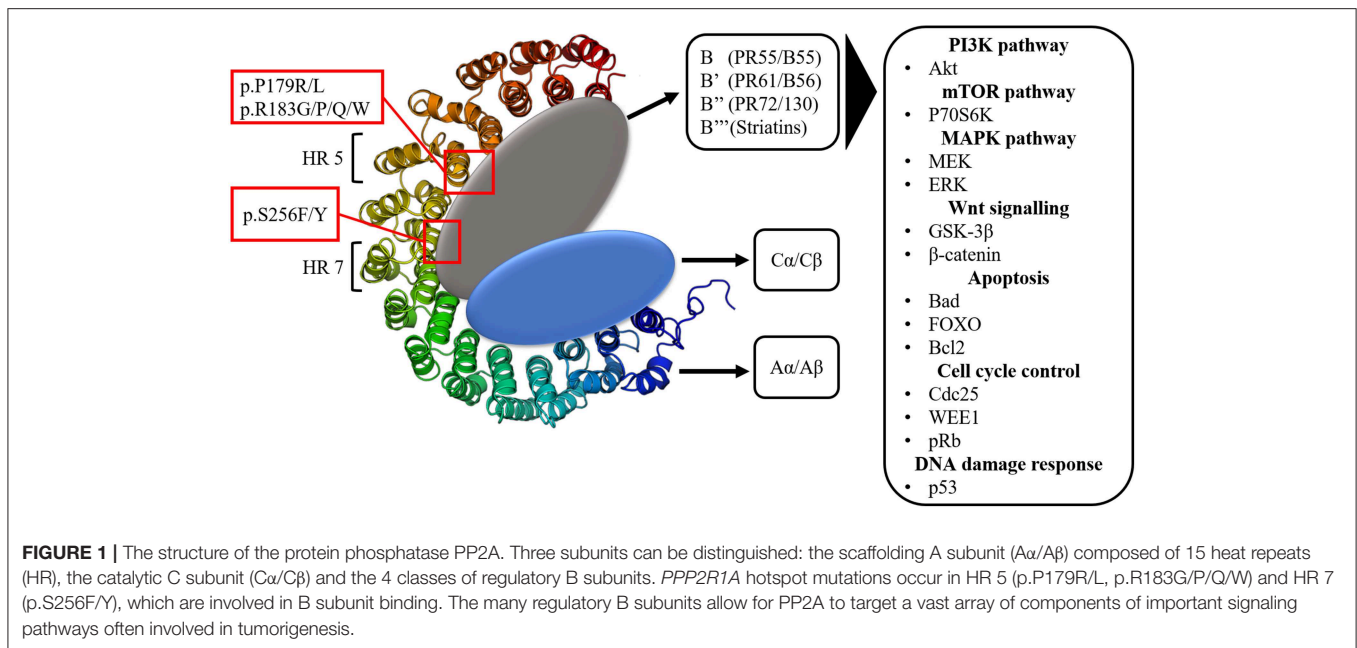 p.P179R/L
p.R183G/P/Q/W
HR 5
p.S256F/Y
HR 7
B (PR55/B55)
B’ (PR61/B56)
B’’ (PR72/130)
B’’’(Striatins)
Cα/Cβ
Aα/Aβ
PI3K pathway
• Akt
mTOR pathway
• P70S6K
MAPK pathway
• MEK
• ERK
Wnt signalling
• GSK-3β
• β-catenin
Apoptosis
• Bad
• FOXO
• Bcl2
Cell cycle control
• Cdc25
• WEE1
• pRb
DNA damage response
• p53
FIGURE 1 | The structure of the protein phosphatase PP2A. Three subunits can be distinguished: the scaffolding A subunit (Aα/Aβ) composed of 15 heat repeats
(HR), the catalytic C subunit (Cα/Cβ) and the 4 classes of regulatory B subunits. PPP2R1A hotspot mutations occur in HR 5 (p.P179R/L, p.R183G/P/Q/W) and HR 7
(p.S256F/Y), which are involved in B subunit binding. The many regulatory B subunits allow for PP2A to target a vast array of components of important signaling
pathways often involved in tumorigenesis.